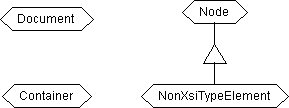 Document
Node
Container
NonXsiTypeElement